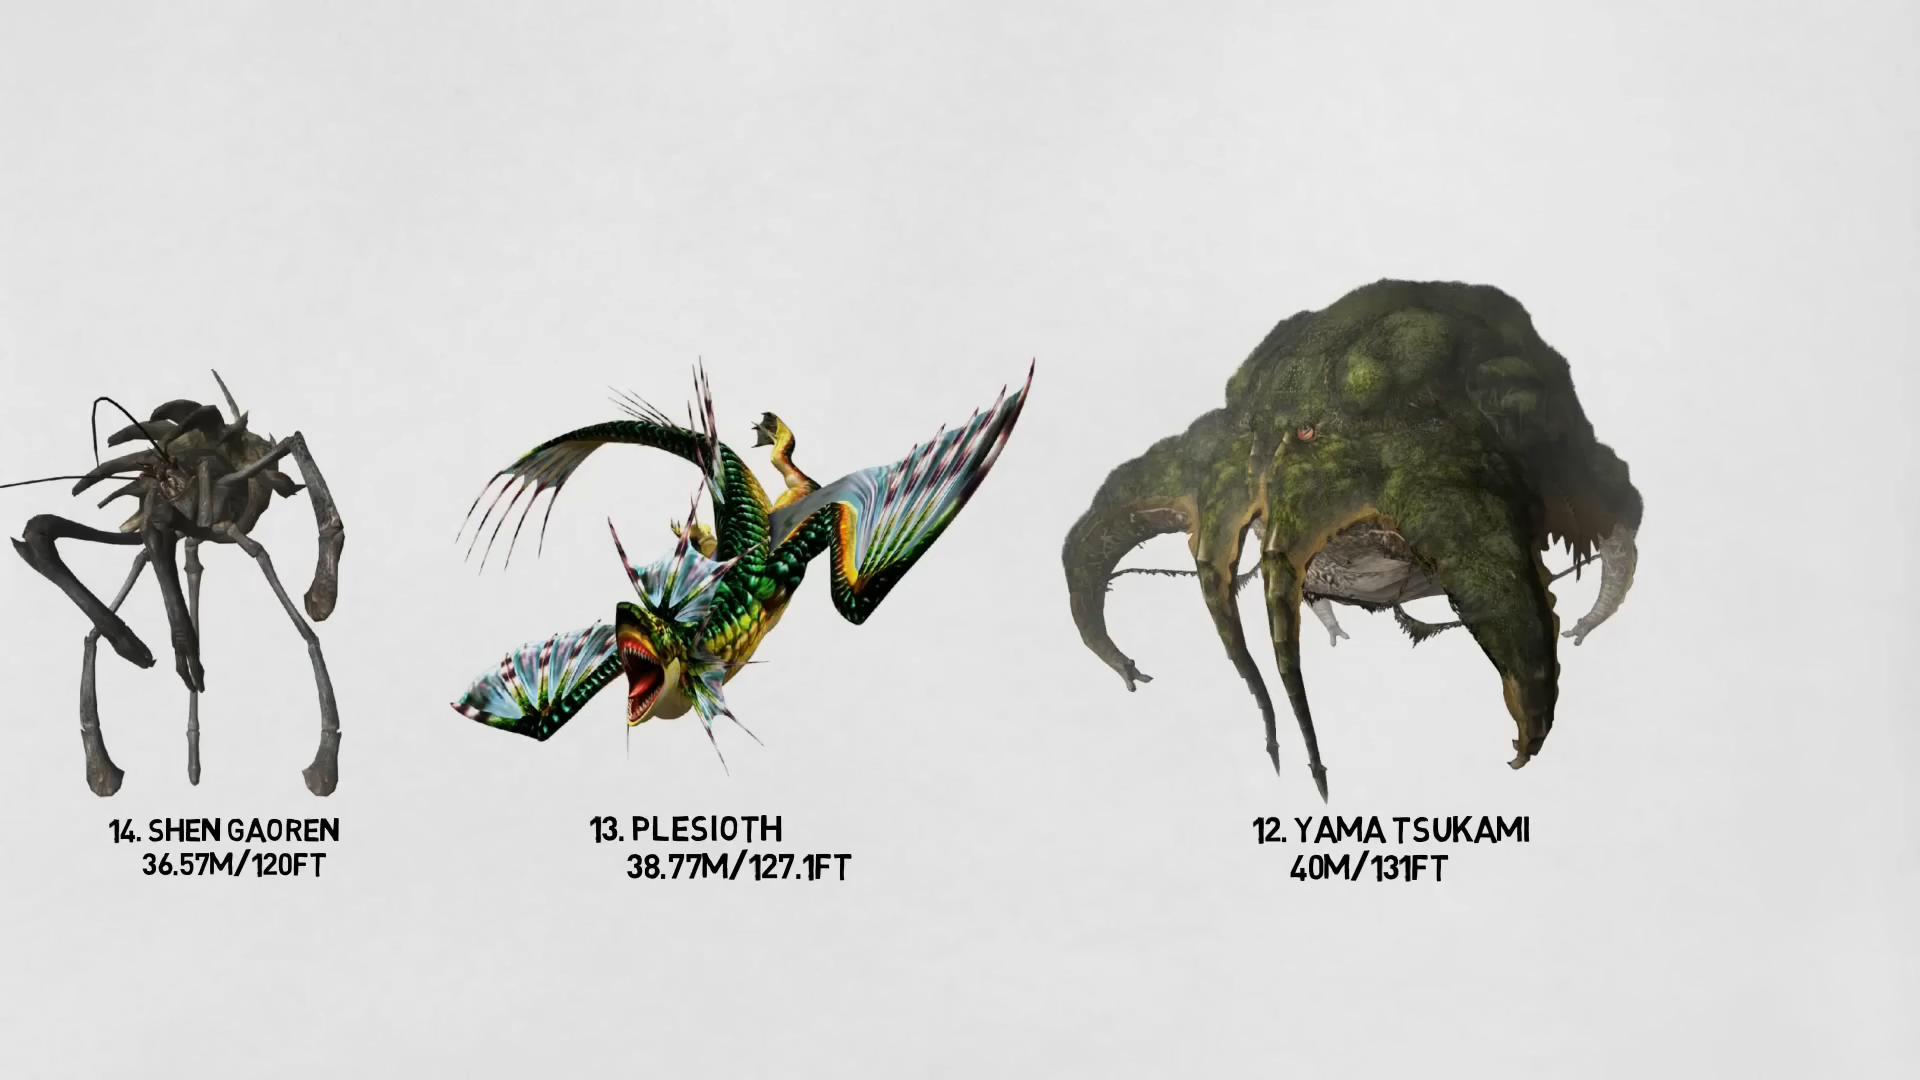 14. SHEN GAOREN
36.57M/120FT
13. PLESIOTH
38.77M/127.1FT
12. YAMA TSUKAMI
40M/131FT